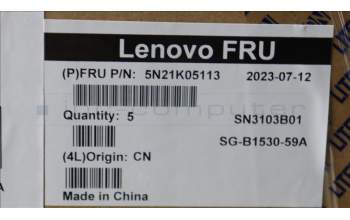 Lenovo FRU
(P)FRU P/N: 5N21K05113 2023-07-12
Quantity: 5 SN3103B01
SG-B1530-59A
(4L)Origin: CN
Made in China